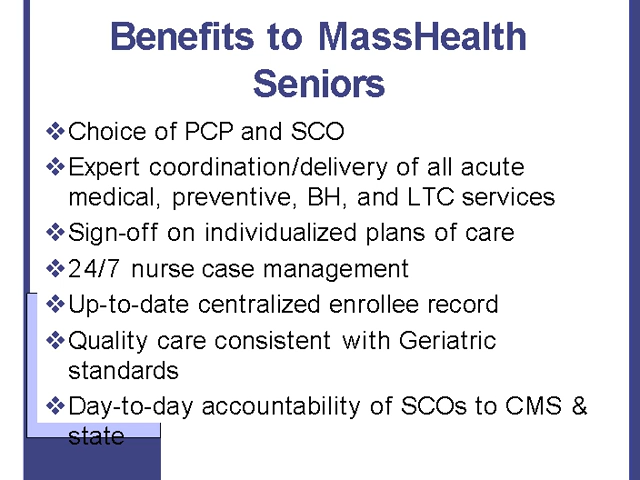 Benefits to MassHealth
Seniors
❖Choice of PCP and SCO
❖Expert coordination/delivery of all acute
medical, preventive, BH, and LTC services
❖Sign-off on individualized plans of care
❖24/7 nurse case management
❖Up-to-date centralized enrollee record
❖Quality care consistent with Geriatric
standards
❖Day-to-day accountability of SCOs to CMS &
state